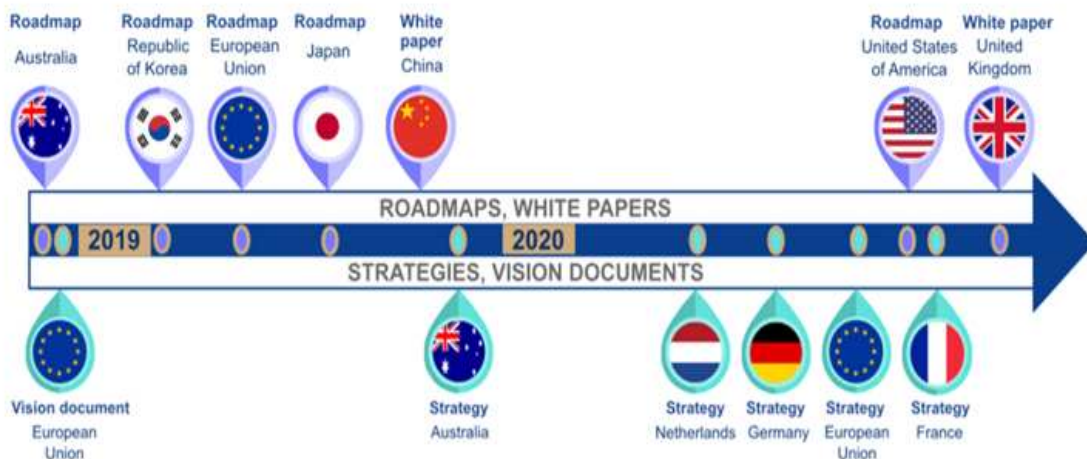 Roadmap
Australia
Roadmap
Republic
of Korea
Roadmap
European
Union
Roadmap
Japan
White
paper
China
Roadmap
United States
of America
White paper
United
Kingdom
ROADMAPS, WHITE PAPERS
2019
2020
STRATEGIES, VISION DOCUMENTS
Vision document
European
Union
Strategy
Australia
Strategy
Netherlands
Strategy
Germany
Strategy
European
Union
Strategy
France